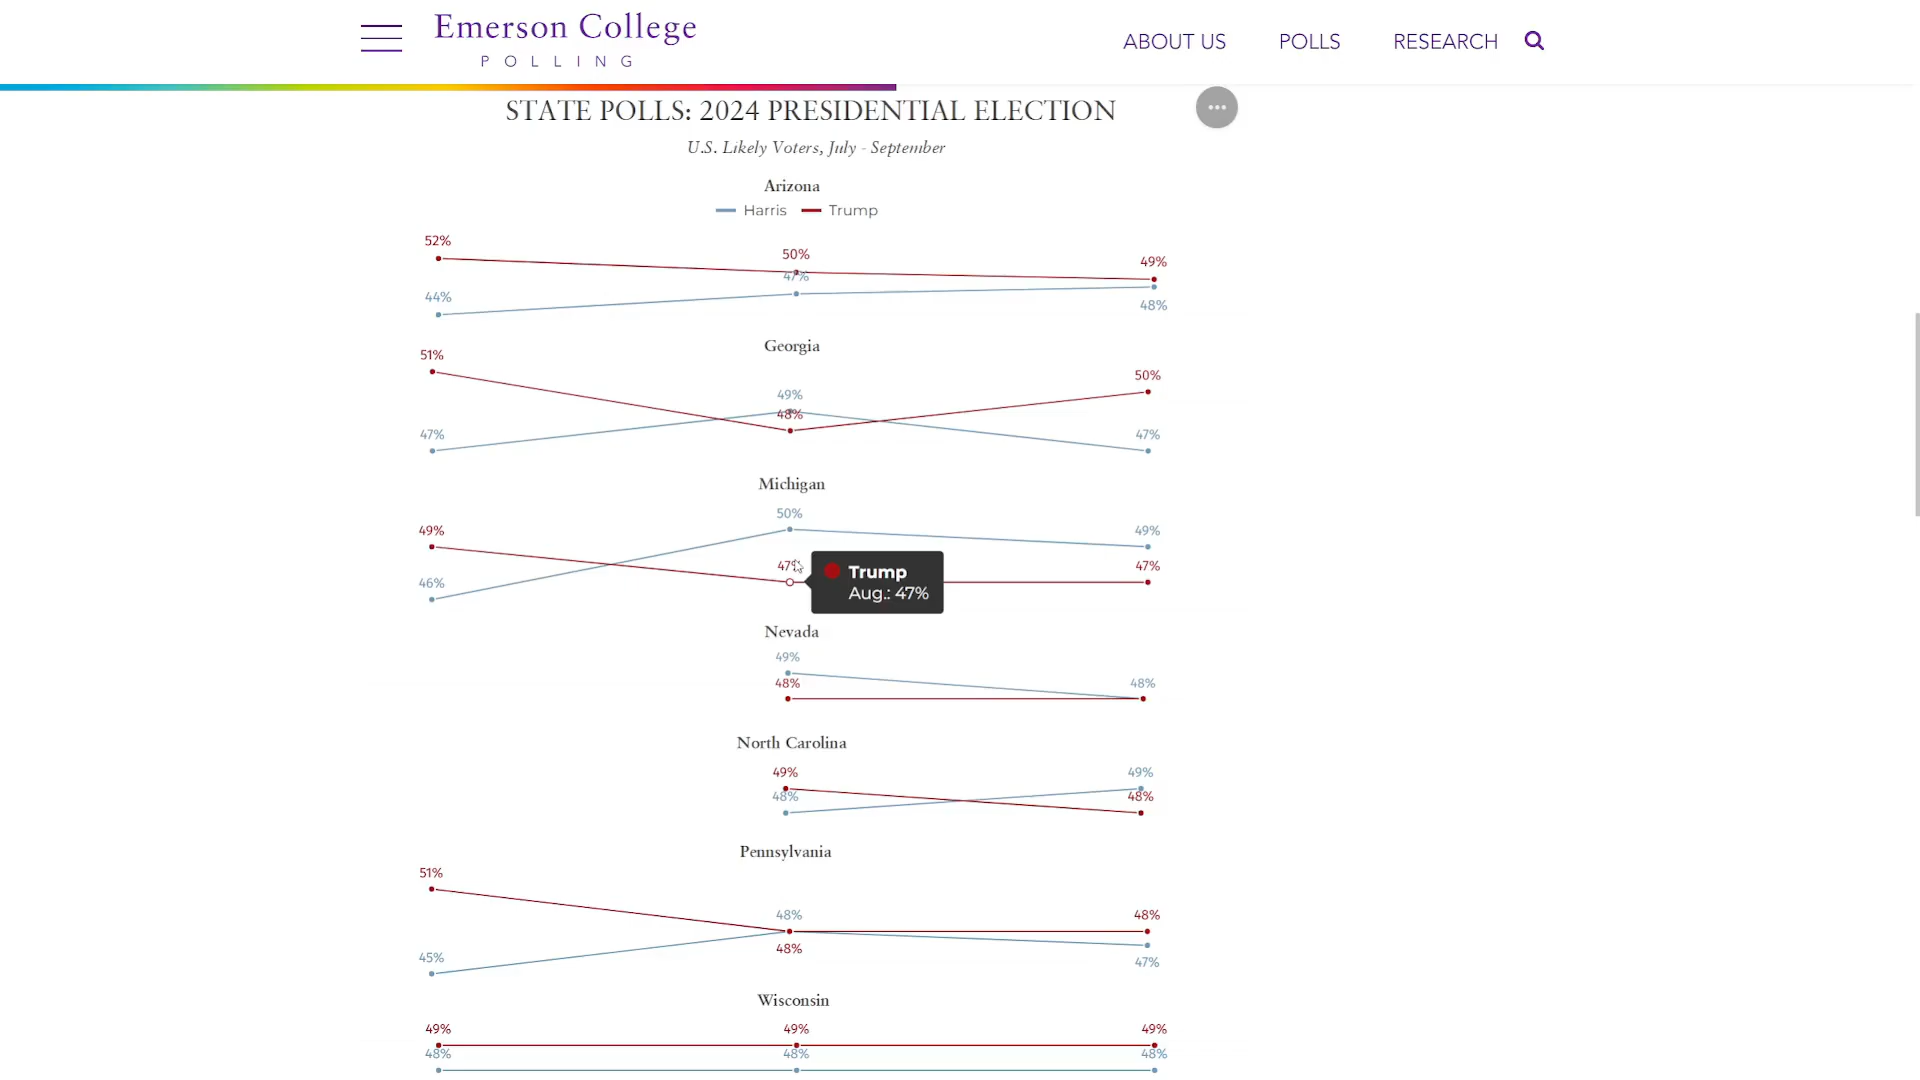 Emerson College
POLLING
ABOUT US POLLS RESEARCH
STATE POLLS: 2024 PRESIDENTIAL ELECTION
U.S. Likely Voters, July - September
Arizona
Harris Trump
52% 50% 49%
44% 47% 48%
Georgia
51% 49% 50%
47% 48% 47%
Michigan
49% 50% 49%
46% 47% 47%
Trump
Aug.: 47%
Nevada
49% 48%
48%
North Carolina
49% 49%
48% 48%
Pennsylvania
51% 48% 48%
45% 48% 47%
Wisconsin
49% 49% 49%
48% 48% 48%